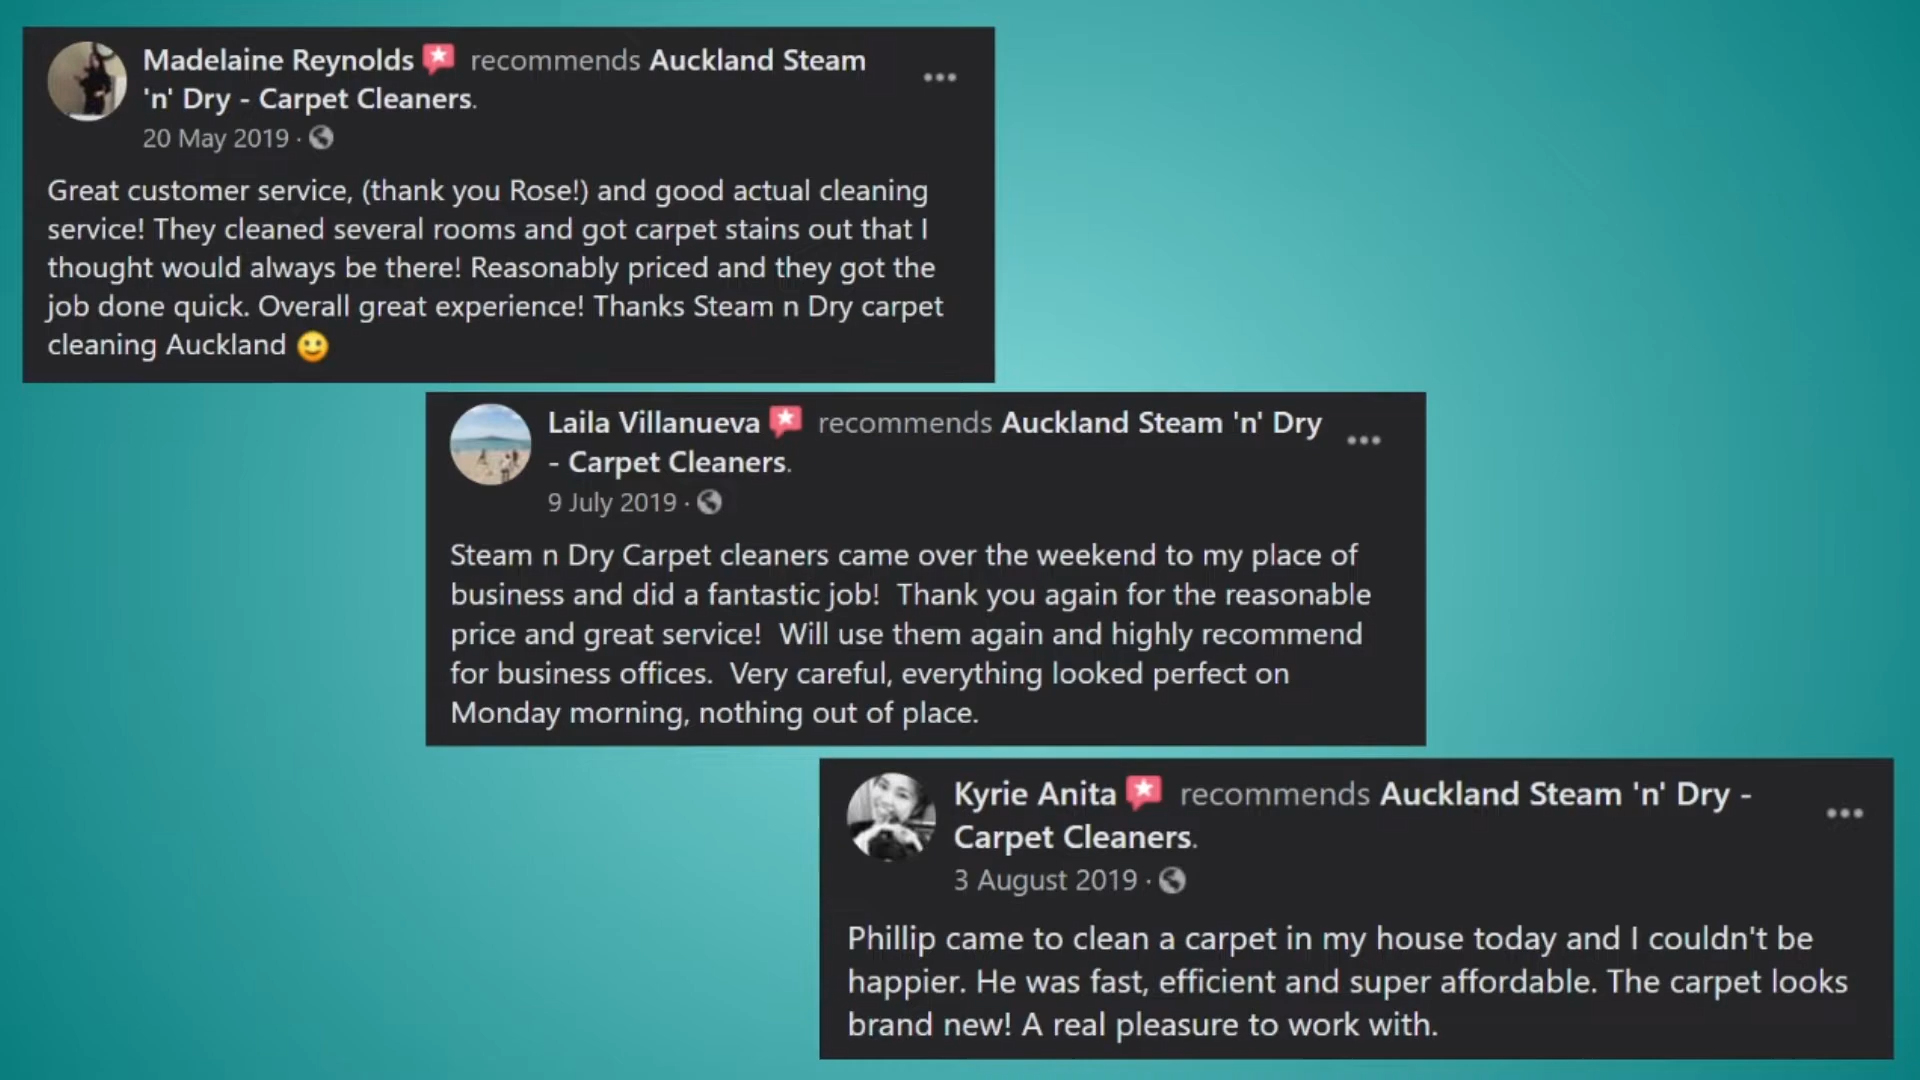 Madelaine Reynolds recommends Auckland Steam
'n' Dry - Carpet Cleaners.
20 May 2019 ·
Great customer service, (thank you Rose!) and good actual cleaning
service! They cleaned several rooms and got carpet stains out that I
thought would always be there! Reasonably priced and they got the
job done quick. Overall great experience! Thanks Steam n Dry carpet
cleaning Auckland 🙂
Laila Villanueva recommends Auckland Steam 'n' Dry
- Carpet Cleaners.
9 July 2019 ·
Steam n Dry Carpet cleaners came over the weekend to my place of
business and did a fantastic job!  Thank you again for the reasonable
price and great service!  Will use them again and highly recommend
for business offices.  Very careful, everything looked perfect on
Monday morning, nothing out of place.
Kyrie Anita recommends Auckland Steam 'n' Dry -
Carpet Cleaners.
3 August 2019 ·
Phillip came to clean a carpet in my house today and I couldn't be
happier. He was fast, efficient and super affordable. The carpet looks
brand new! A real pleasure to work with.